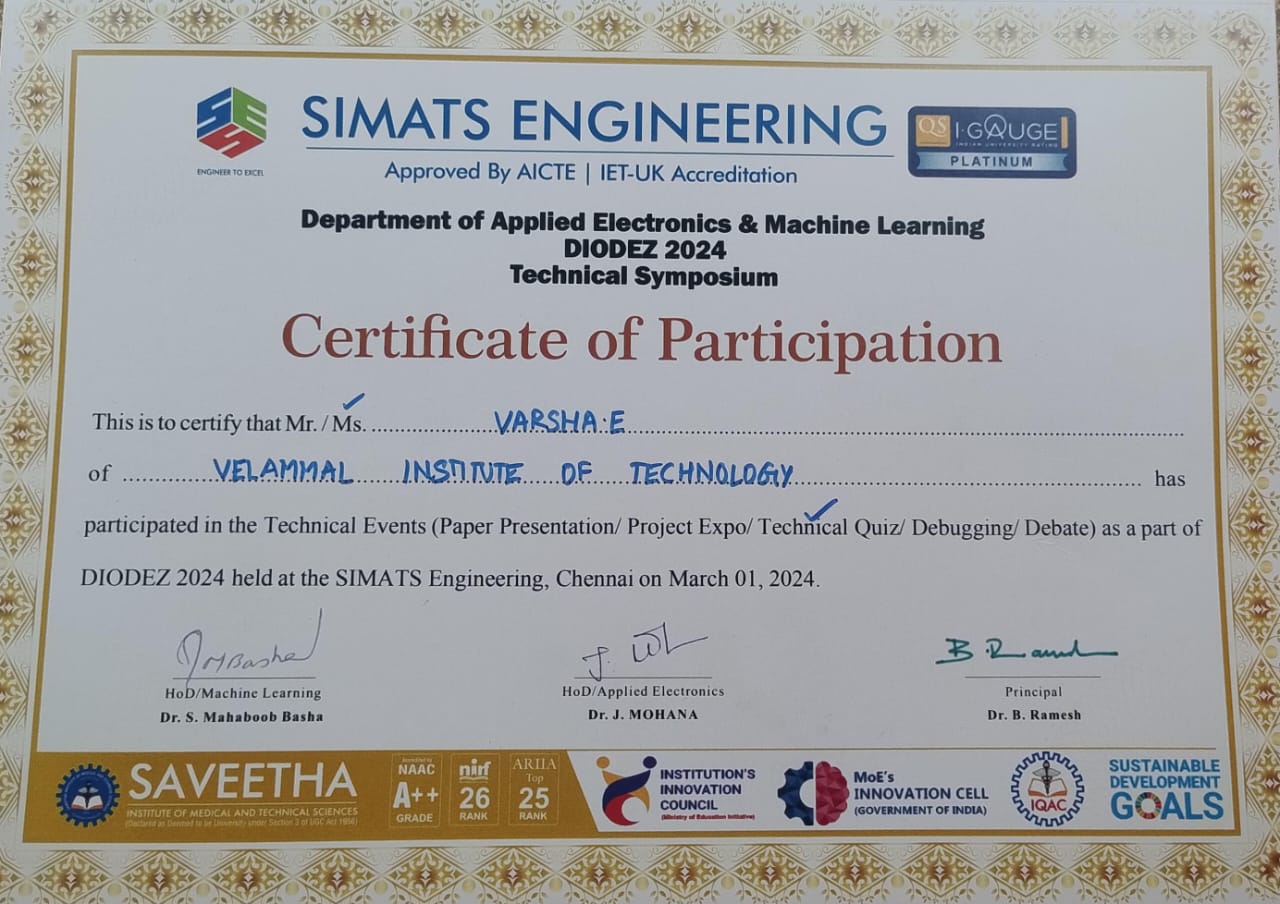 SES
ENGINEER TO EXCEL
SIMATS ENGINEERING
Approved By AICTE | IET-UK Accreditation
QS I·GAUGE
INDIAN UNIVERSITY RATING
PLATINUM
Department of Applied Electronics & Machine Learning
DIODEZ 2024
Technical Symposium
Certificate of Participation
This is to certify that Mr. / Ms. VARSHA.E
of VELAMMAL INSTITUTE OF TECHNOLOGY has
participated in the Technical Events (Paper Presentation/ Project Expo/ Technical Quiz/ Debugging/ Debate) as a part of
DIODEZ 2024 held at the SIMATS Engineering, Chennai on March 01, 2024.
HoD/Machine Learning
Dr. S. Mahaboob Basha
HoD/Applied Electronics
Dr. J. MOHANA
Principal
Dr. B. Ramesh
SAVEETHA
INSTITUTE OF MEDICAL AND TECHNICAL SCIENCES
(Declared as Deemed to be University under Section 3 of UGC Act 1956)
Accredited by
NAAC
A++
GRADE
nirf
26
RANK
ARIIA
Top
25
RANK
INSTITUTION'S
INNOVATION
COUNCIL
(Ministry of Education Initiative)
MoE's
INNOVATION CELL
(GOVERNMENT OF INDIA)
IQAC
SUSTAINABLE
DEVELOPMENT
GOALS